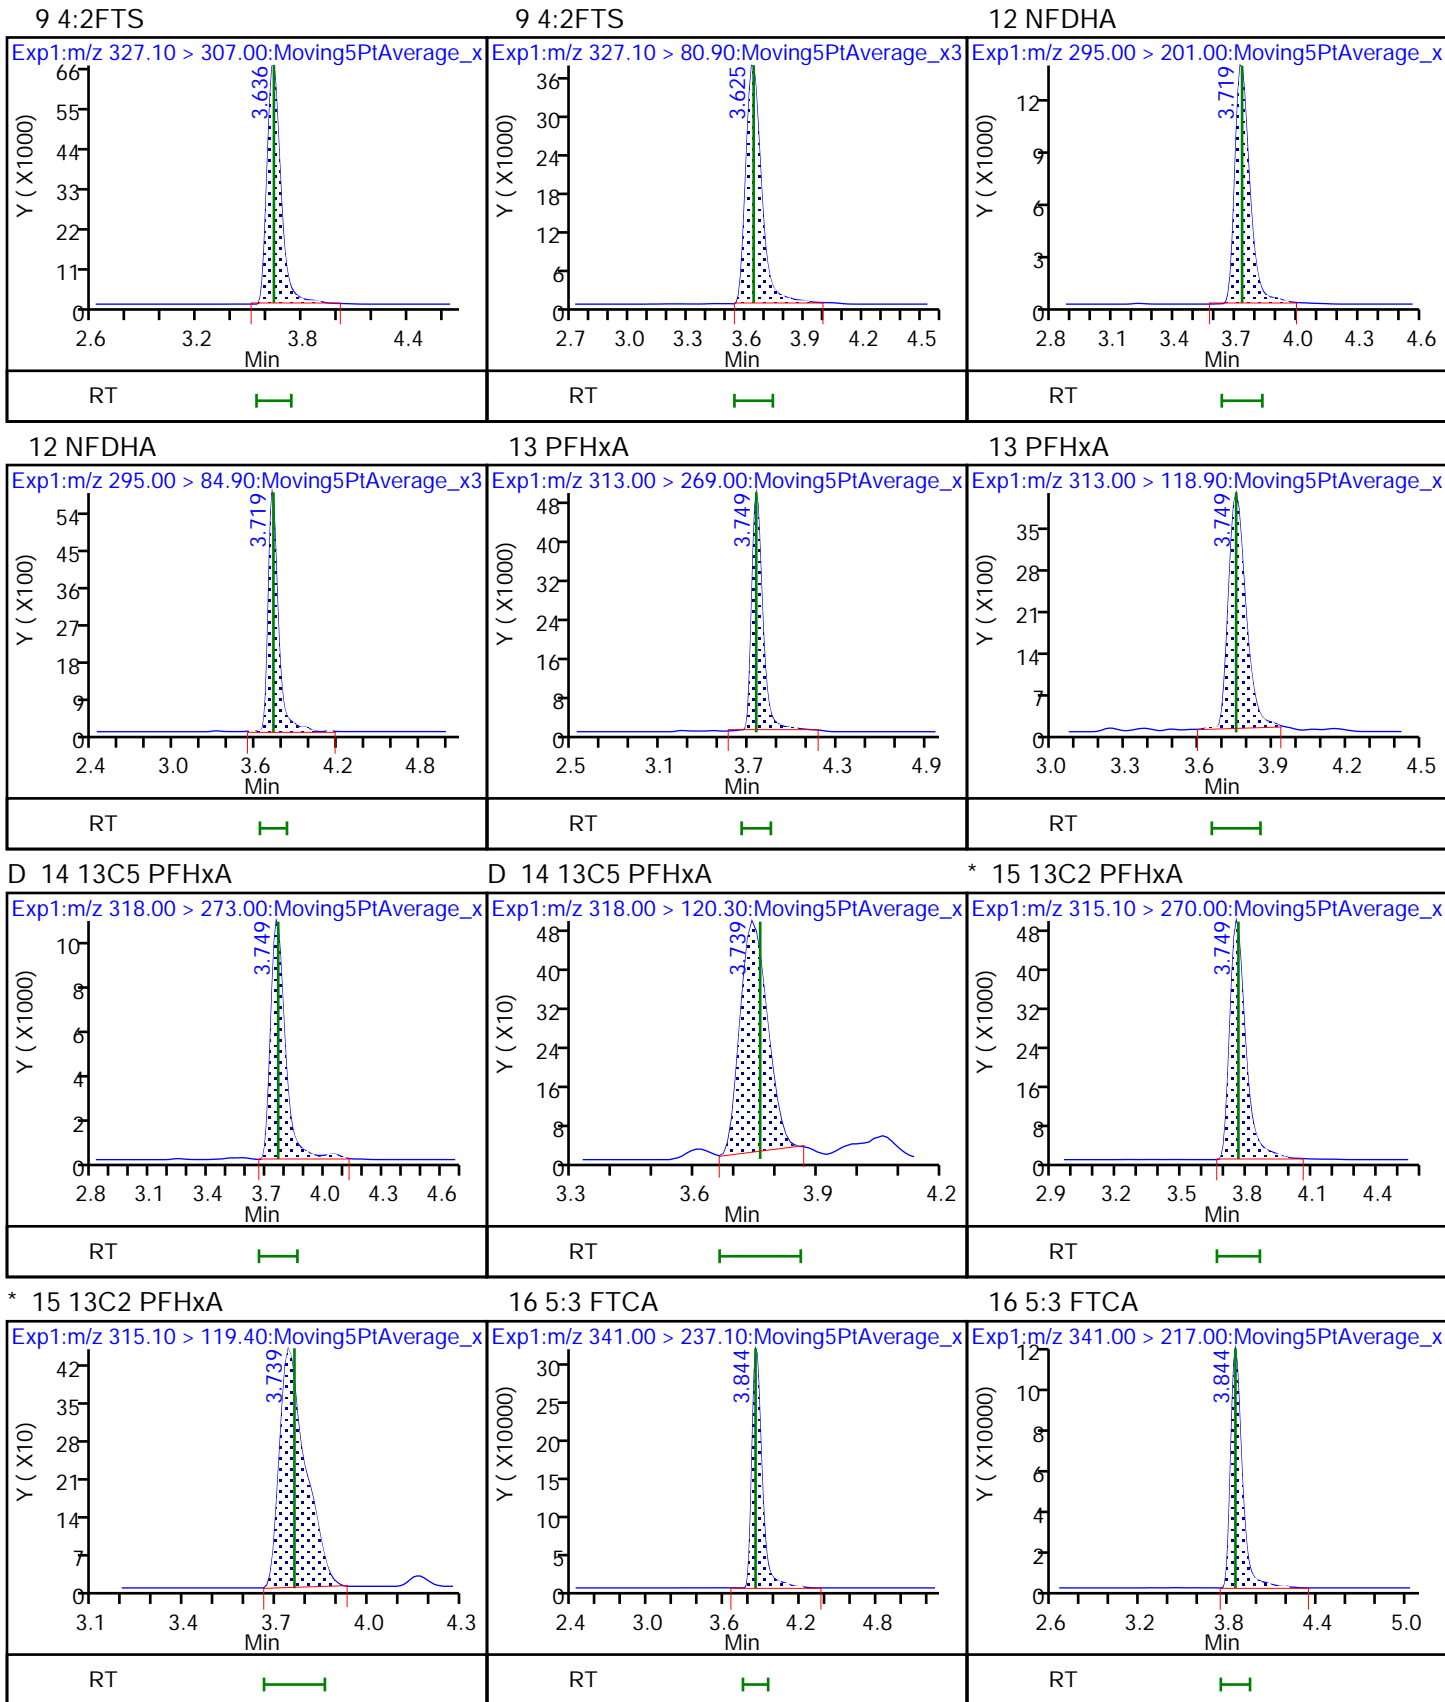 9 4:2FTS
Exp1:m/z 327.10 > 307.00:Moving5PtAverage_x
Y ( X1000)
66
55
44
33
22
11
0
3.636
2.6 3.2 3.8 4.4
Min
RT
9 4:2FTS
Exp1:m/z 327.10 > 80.90:Moving5PtAverage_x3
Y ( X1000)
36
30
24
18
12
6
0
3.625
2.7 3.0 3.3 3.6 3.9 4.2 4.5
Min
RT
12 NFDHA
Exp1:m/z 295.00 > 201.00:Moving5PtAverage_x
Y ( X1000)
12
9
6
3
0
3.719
2.8 3.1 3.4 3.7 4.0 4.3 4.6
Min
RT
12 NFDHA
Exp1:m/z 295.00 > 84.90:Moving5PtAverage_x3
Y ( X100)
54
45
36
27
18
9
0
3.719
2.4 3.0 3.6 4.2 4.8
Min
RT
13 PFHxA
Exp1:m/z 313.00 > 269.00:Moving5PtAverage_x
Y ( X1000)
48
40
32
24
16
8
0
3.749
2.5 3.1 3.7 4.3 4.9
Min
RT
13 PFHxA
Exp1:m/z 313.00 > 118.90:Moving5PtAverage_x
Y ( X100)
35
28
21
14
7
0
3.749
3.0 3.3 3.6 3.9 4.2 4.5
Min
RT
D 14 13C5 PFHxA
Exp1:m/z 318.00 > 273.00:Moving5PtAverage_x
Y ( X1000)
10
8
6
4
2
0
3.749
2.8 3.1 3.4 3.7 4.0 4.3 4.6
Min
RT
D 14 13C5 PFHxA
Exp1:m/z 318.00 > 120.30:Moving5PtAverage_x
Y ( X10)
48
40
32
24
16
8
0
3.739
3.3 3.6 3.9 4.2
Min
RT
* 15 13C2 PFHxA
Exp1:m/z 315.10 > 270.00:Moving5PtAverage_x
Y ( X1000)
48
40
32
24
16
8
0
3.749
2.9 3.2 3.5 3.8 4.1 4.4
Min
RT
* 15 13C2 PFHxA
Exp1:m/z 315.10 > 119.40:Moving5PtAverage_x
Y ( X10)
42
35
28
21
14
7
0
3.739
3.1 3.4 3.7 4.0 4.3
Min
RT
16 5:3 FTCA
Exp1:m/z 341.00 > 237.10:Moving5PtAverage_x
Y ( X10000)
30
25
20
15
10
5
0
3.844
2.4 3.0 3.6 4.2 4.8
Min
RT
16 5:3 FTCA
Exp1:m/z 341.00 > 217.00:Moving5PtAverage_x
Y ( X10000)
12
10
8
6
4
2
0
3.844
2.6 3.2 3.8 4.4 5.0
Min
RT